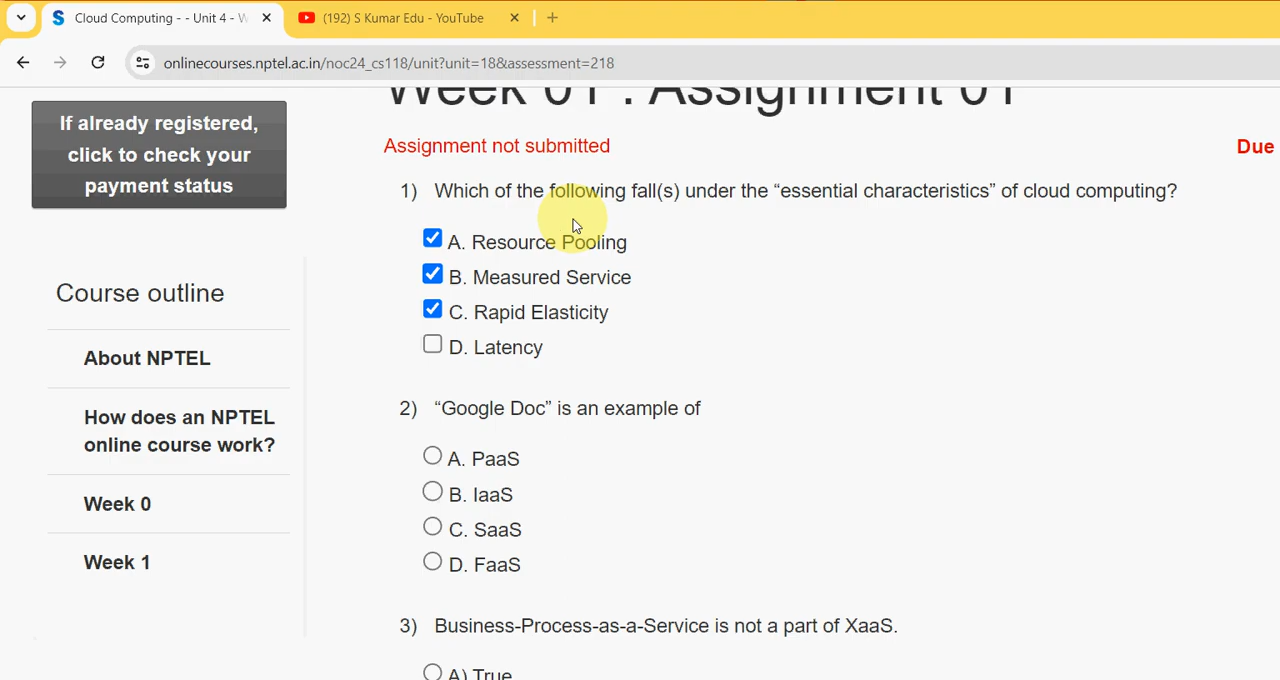 Cloud Computing - - Unit 4 - W
(192) S Kumar Edu - YouTube
onlinecourses.nptel.ac.in/noc24_cs118/unit?unit=18&assessment=218
If already registered,
click to check your
payment status
Course outline
About NPTEL
How does an NPTEL
online course work?
Week 0
Week 1
Week 01 : Assignment 01
Assignment not submitted
Due
1) Which of the following fall(s) under the “essential characteristics” of cloud computing?
A. Resource Pooling
B. Measured Service
C. Rapid Elasticity
D. Latency
2) “Google Doc” is an example of
A. PaaS
B. IaaS
C. SaaS
D. FaaS
3) Business-Process-as-a-Service is not a part of XaaS.
A) True